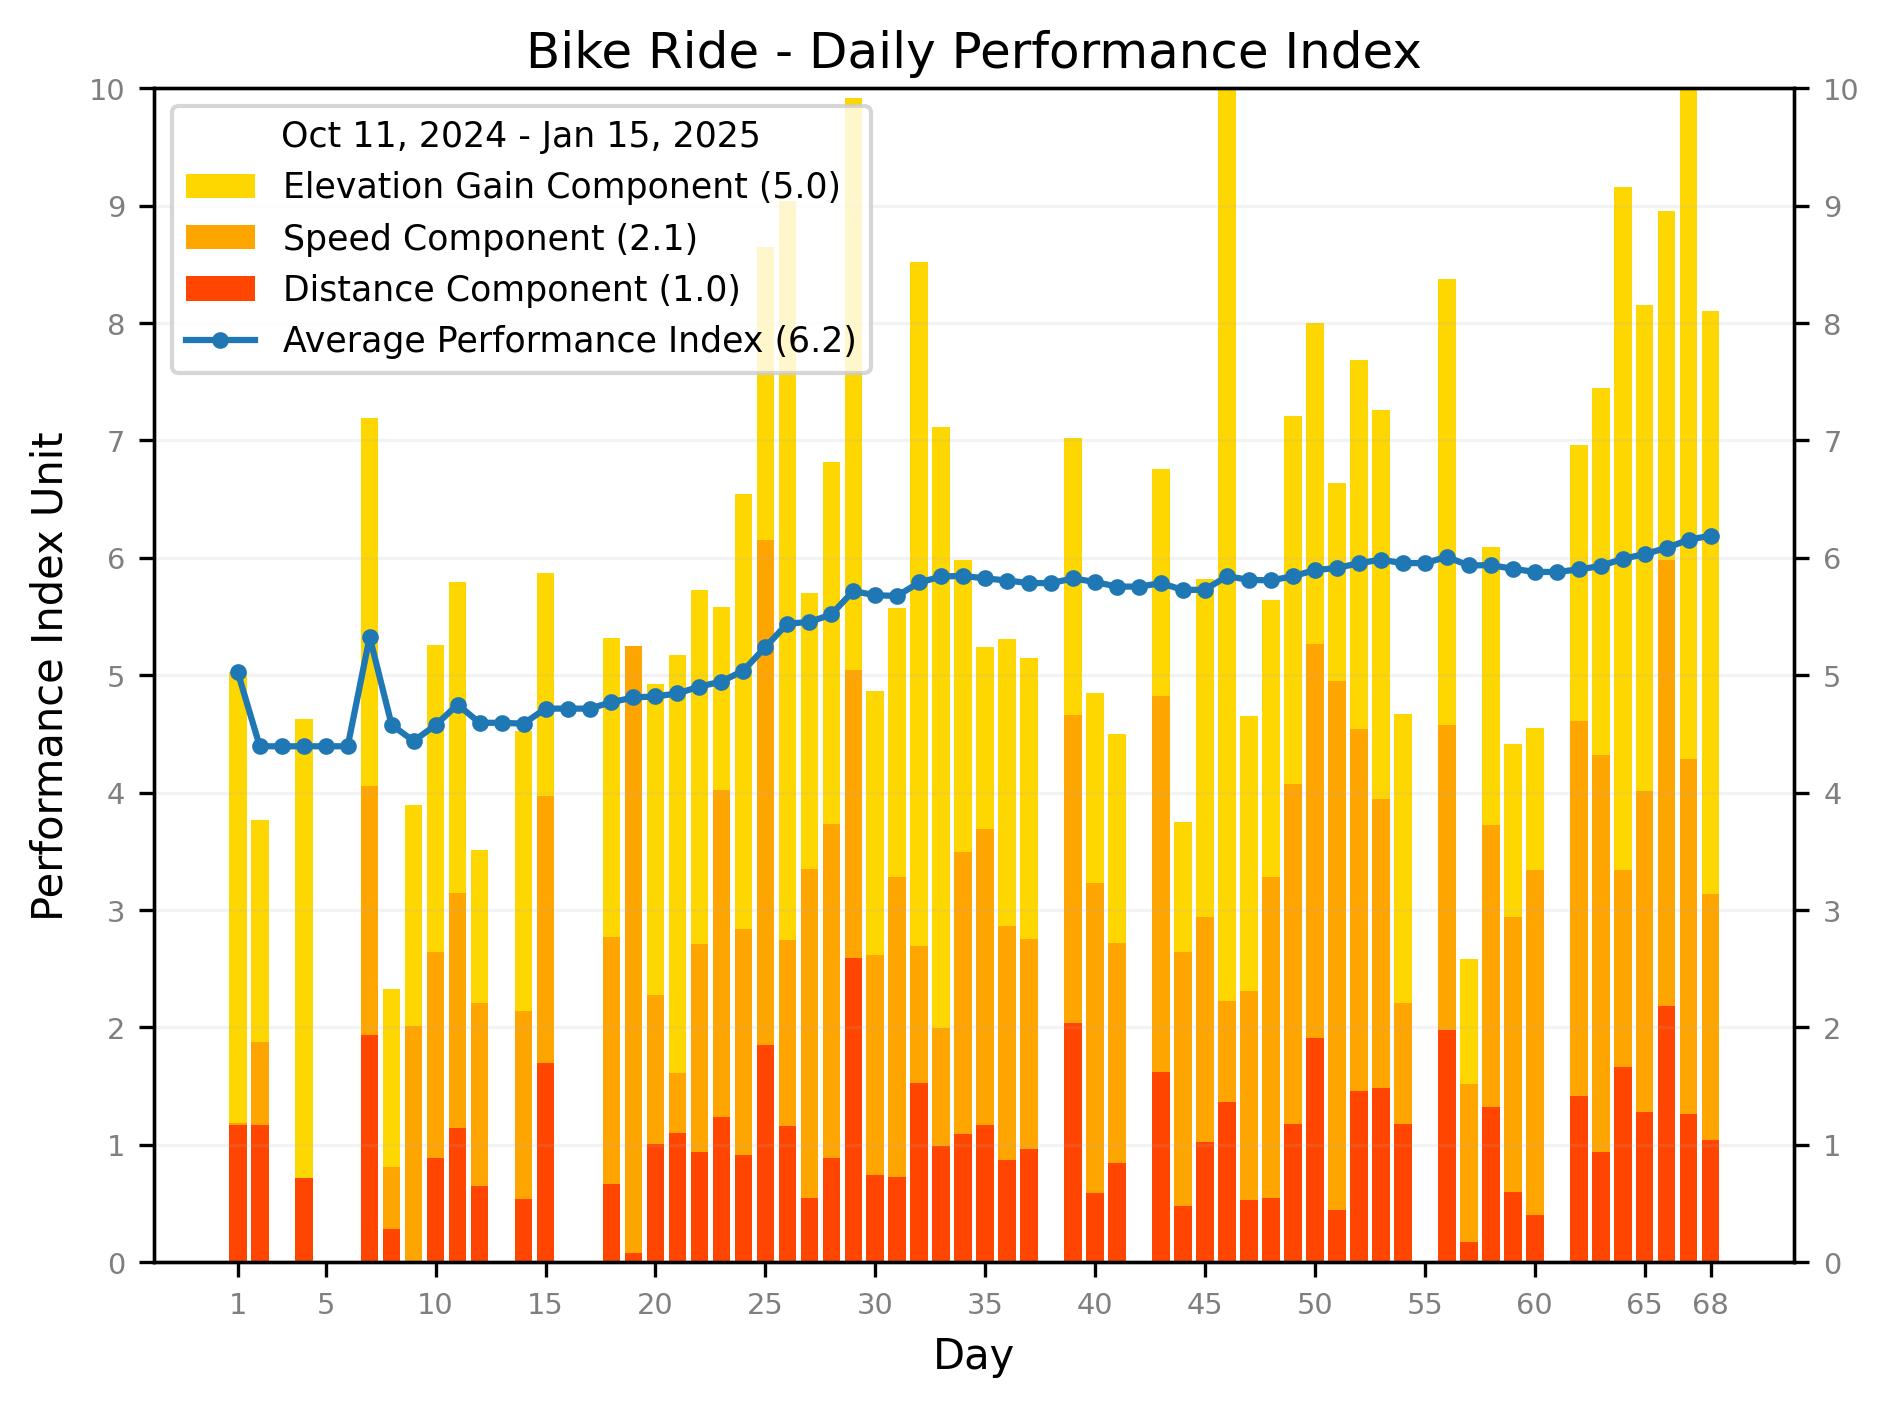 Bike Ride - Daily Performance Index
Oct 11, 2024 - Jan 15, 2025
Elevation Gain Component (5.0)
Speed Component (2.1)
Distance Component (1.0)
Average Performance Index (6.2)
Performance Index Unit
10
9
8
7
6
5
4
3
2
1
0
10
9
8
7
6
5
4
3
2
1
0
1 5 10 15 20 25 30 35 40 45 50 55 60 65 68
Day